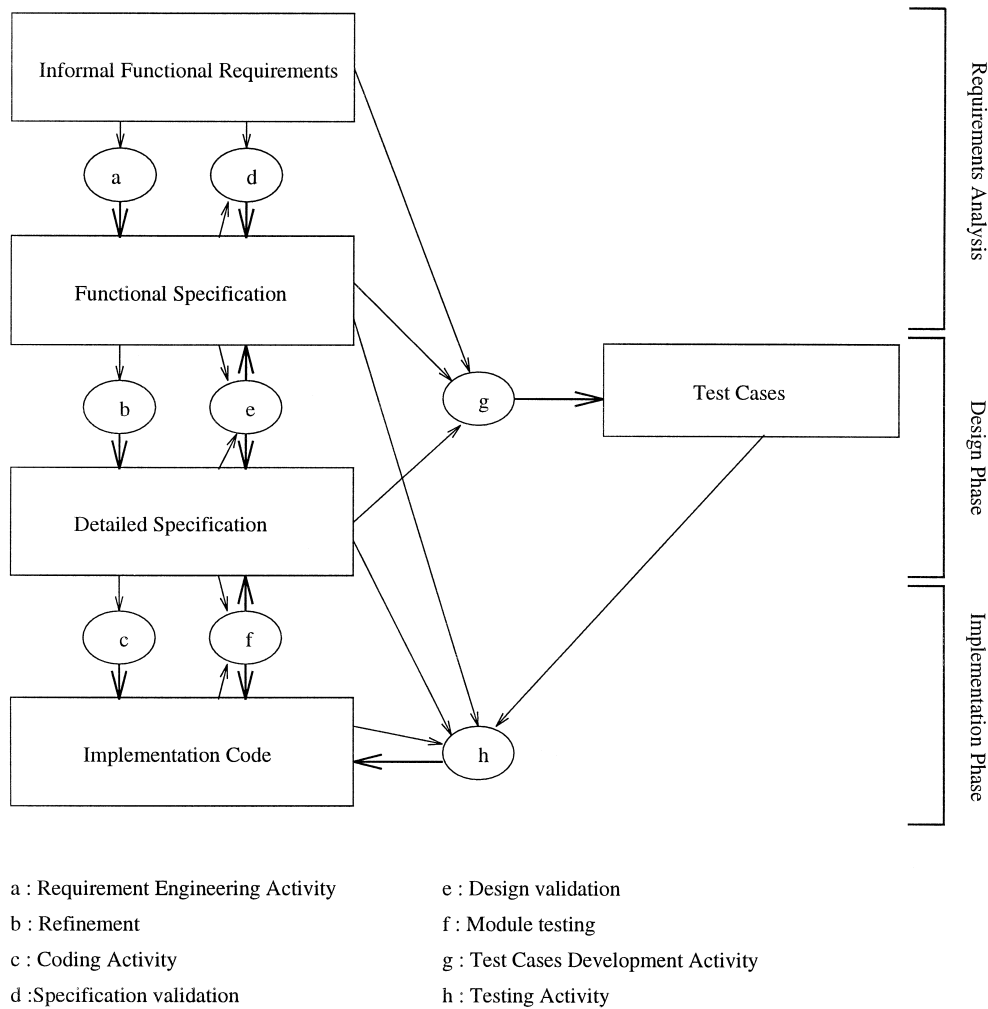 Informal Functional Requirements
a
d
Functional Specification
b
e
g
Test Cases
Detailed Specification
c
f
Implementation Code
h
Requirements Analysis
Design Phase
Implementation Phase
a : Requirement Engineering Activity
b : Refinement
c : Coding Activity
d :Specification validation
e : Design validation
f : Module testing
g : Test Cases Development Activity
h : Testing Activity